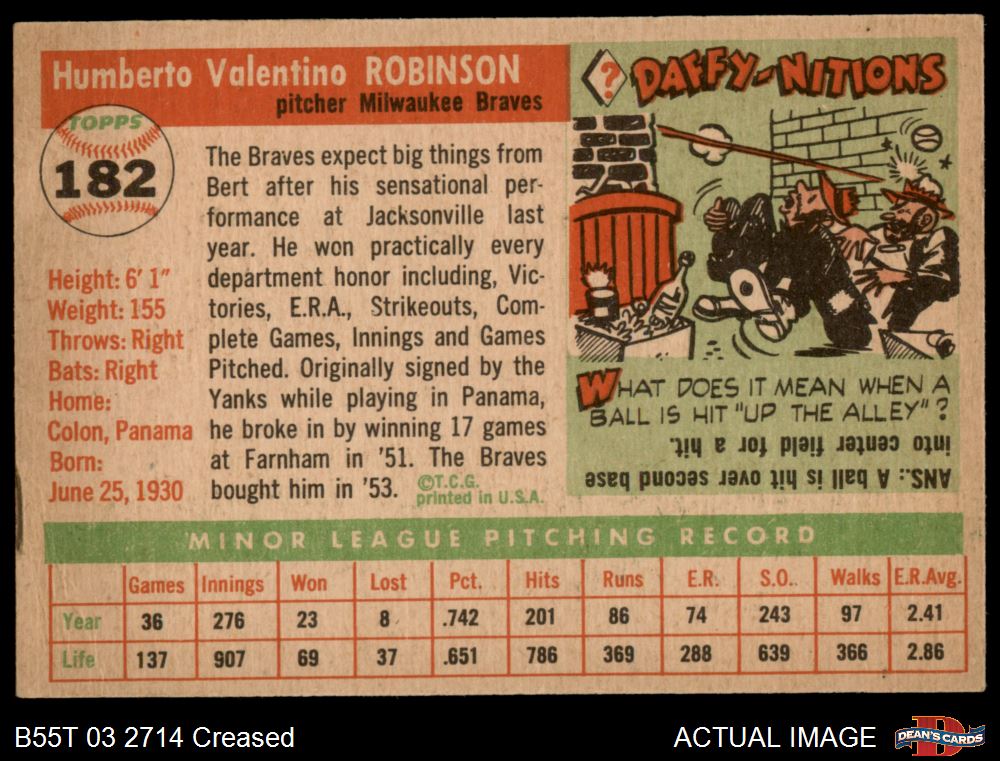 Humberto Valentino ROBINSON
pitcher Milwaukee Braves
TOPPS
182
Height: 6' 1"
Weight: 155
Throws: Right
Bats: Right
Home:
Colon, Panama
Born:
June 25, 1930
The Braves expect big things from
Bert after his sensational per-
formance at Jacksonville last
year. He won practically every
department honor including, Vic-
tories, E.R.A., Strikeouts, Com-
plete Games, Innings and Games
Pitched. Originally signed by the
Yanks while playing in Panama,
he broke in by winning 17 games
at Farnham in '51. The Braves
bought him in '53.
©T.C.G.
printed in U.S.A.
?
DAFFY-NITIONS
WHAT DOES IT MEAN WHEN A
BALL IS HIT "UP THE ALLEY"?
ANS.: A ball is hit over second base
into center field for a hit.
MINOR LEAGUE PITCHING RECORD
Games Innings Won Lost Pct. Hits Runs E.R. S.O. Walks E.R.Avg.
Year 36 276 23 8 .742 201 86 74 243 97 2.41
Life 137 907 69 37 .651 786 369 288 639 366 2.86
B55T 03 2714 Creased
ACTUAL IMAGE
DEAN'S CARDS